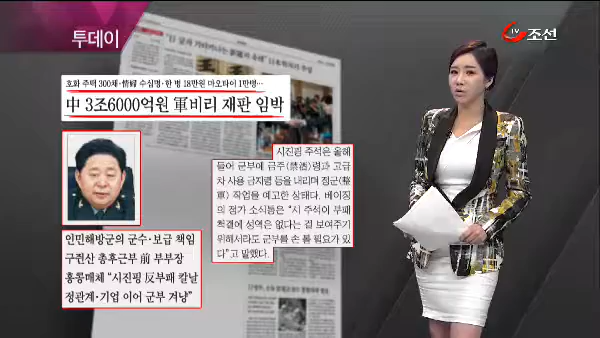 투데이
TV조선
호화 주택 300채·情婦 수십명·한 병 18만원 마오타이 1만병…
中 3조6000억원 軍비리 재판 임박
시진핑 주석은 올해
들어 군부에 금주(禁酒)령과 고급
차 사용 금지령 등을 내리며 정군(整
軍) 작업을 예고한 상태다. 베이징
의 정가 소식통은 "시 주석이 부패
척결에 성역은 없다는 걸 보여주기
위해서라도 군부를 손 볼 필요가 있
다"고 말했다.
인민해방군의 군수·보급 책임
구쥔산 총후근부 前 부부장
홍콩매체 "시진핑 反부패 칼날
정관계·기업 이어 군부 겨냥"